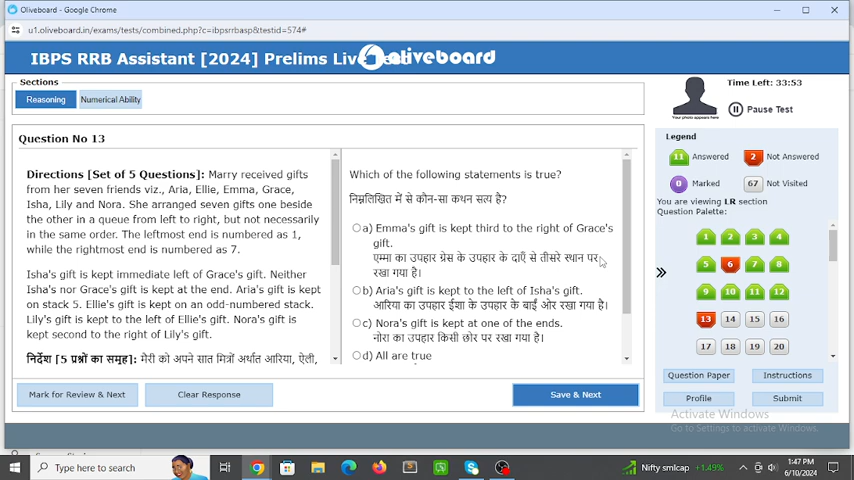 Oliveboard - Google Chrome
u1.oliveboard.in/exams/tests/combined.php?c=ibpsrrbasp&testid=574#
IBPS RRB Assistant [2024] Prelims Live
oliveboard
Sections
Reasoning
Numerical Ability
Question No 13
Directions [Set of 5 Questions]: Marry received gifts
from her seven friends viz., Aria, Ellie, Emma, Grace,
Isha, Lily and Nora. She arranged seven gifts one beside
the other in a queue from left to right, but not necessarily
in the same order. The leftmost end is numbered as 1,
while the rightmost end is numbered as 7.
Isha's gift is kept immediate left of Grace's gift. Neither
Isha's nor Grace's gift is kept at the end. Aria's gift is kept
on stack 5. Ellie's gift is kept on an odd-numbered stack.
Lily's gift is kept to the left of Ellie's gift. Nora's gift is
kept second to the right of Lily's gift.
निर्देश [5 प्रश्नों का समूह]: मैरी को अपने सात मित्रों अर्थात आरिया, ऐली,
Which of the following statements is true?
निम्नलिखित में से कौन-सा कथन सत्य है?
a) Emma's gift is kept third to the right of Grace's
gift.
एम्मा का उपहार ग्रेस के उपहार के दाएँ से तीसरे स्थान पर
रखा गया है।
b) Aria's gift is kept to the left of Isha's gift.
आरिया का उपहार ईशा के उपहार के बाईं ओर रखा गया है।
c) Nora's gift is kept at one of the ends.
नोरा का उपहार किसी छोर पर रखा गया है।
d) All are true
Mark for Review & Next
Clear Response
Save & Next
Your photo appears here
Time Left: 33:53
Pause Test
Legend
11 Answered
2 Not Answered
0 Marked
67 Not Visited
You are viewing LR section
Question Palette:
1 2 3 4
5 6 7 8
9 10 11 12
13 14 15 16
17 18 19 20
Question Paper
Instructions
Profile
Submit
Activate Windows
Go to Settings to activate Windows.
Type here to search
Nifty smlcap +1.49%
1:47 PM
6/10/2024